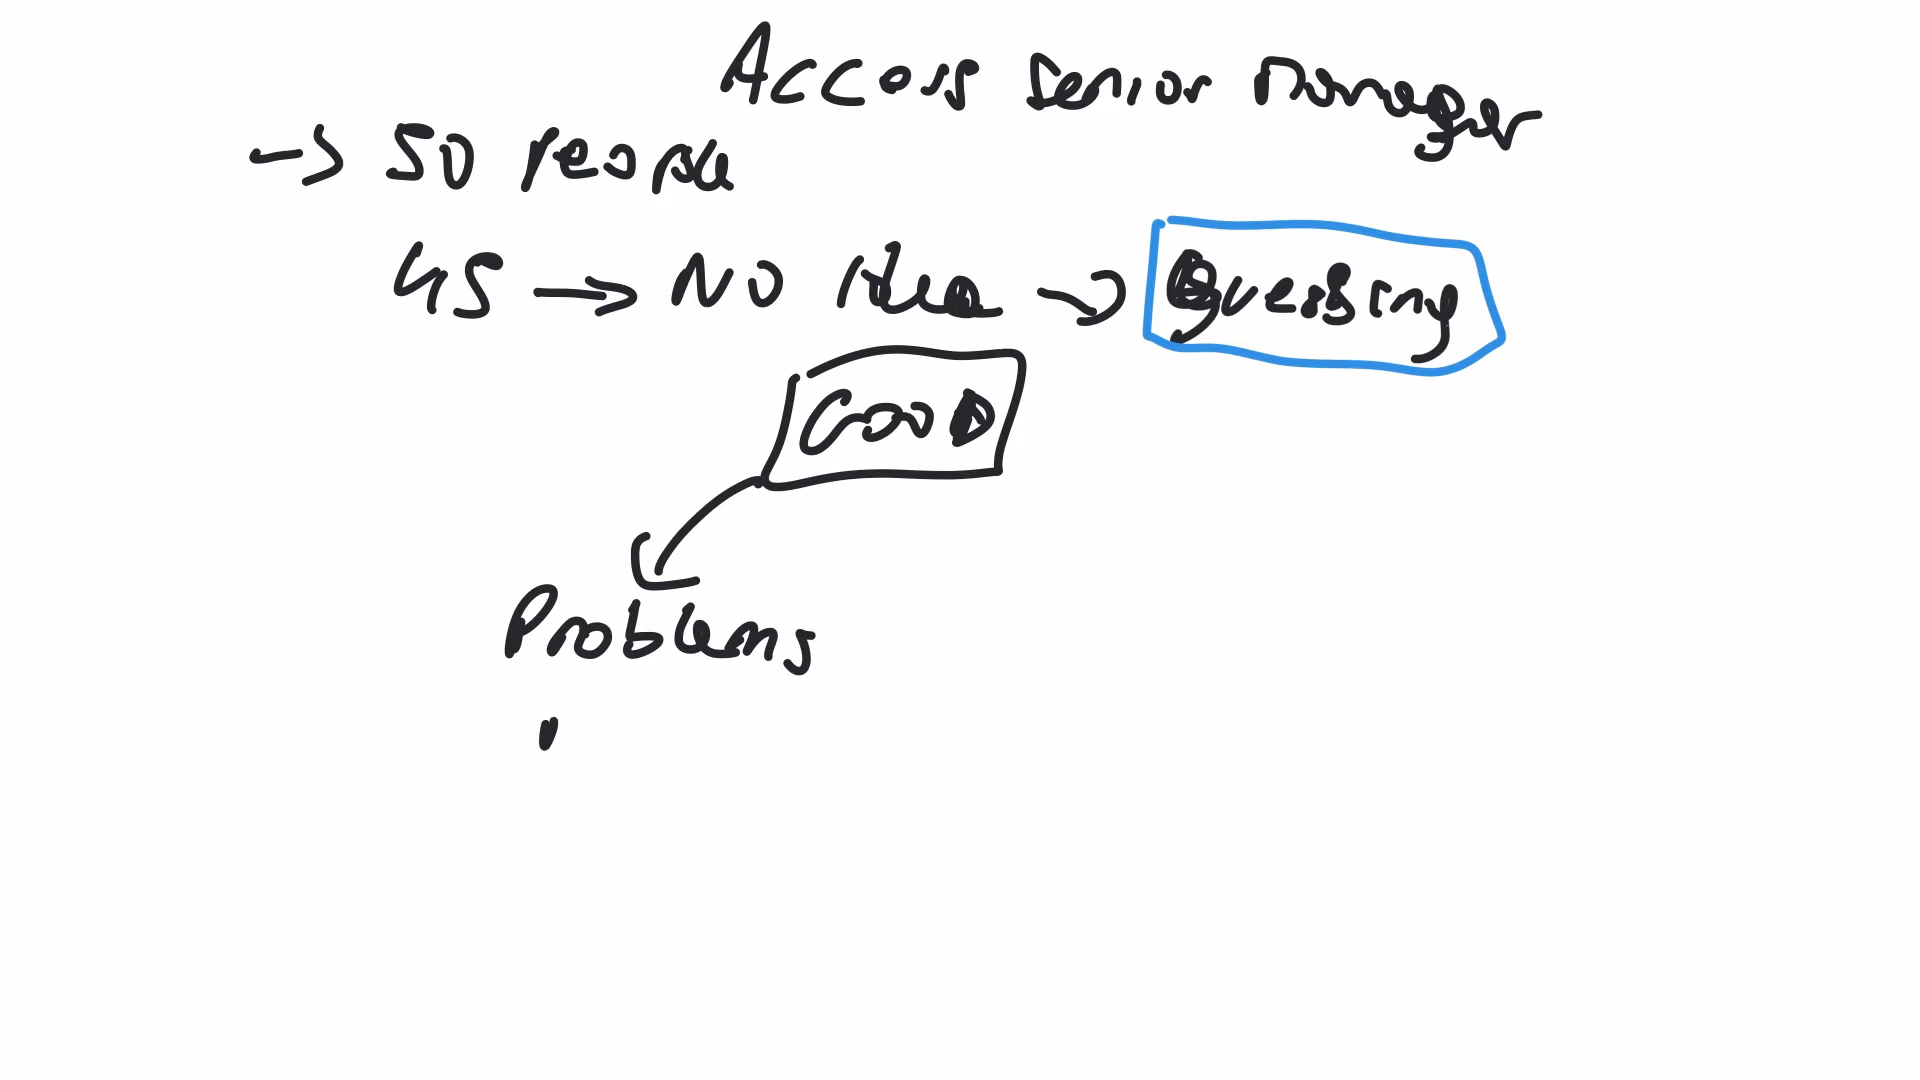 Access Senior Manager
→ 50 People
45 → No Idea → Guessing
Good
Problems